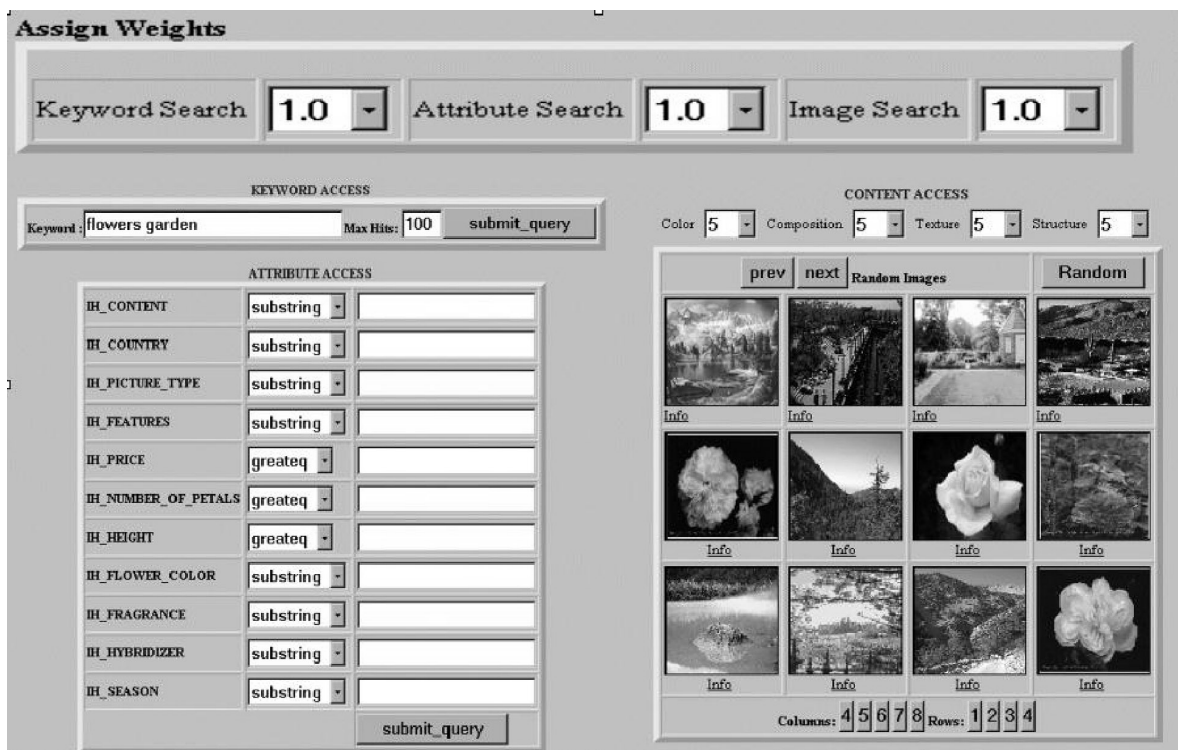 Assign Weights
Keyword Search 1.0 Attribute Search 1.0 Image Search 1.0
KEYWORD ACCESS
Keyword : flowers garden Max Hits: 100 submit_query
ATTRIBUTE ACCESS
IH_CONTENT substring
IH_COUNTRY substring
IH_PICTURE_TYPE substring
IH_FEATURES substring
IH_PRICE greateq
IH_NUMBER_OF_PETALS greateq
IH_HEIGHT greateq
IH_FLOWER_COLOR substring
IH_FRAGRANCE substring
IH_HYBRIDIZER substring
IH_SEASON substring
submit_query
CONTENT ACCESS
Color 5 Composition 5 Texture 5 Structure 5
prev next Random Images Random
Info Info Info Info
Info Info Info Info
Info Info Info Info
Columns: 4 5 6 7 8 Rows: 1 2 3 4